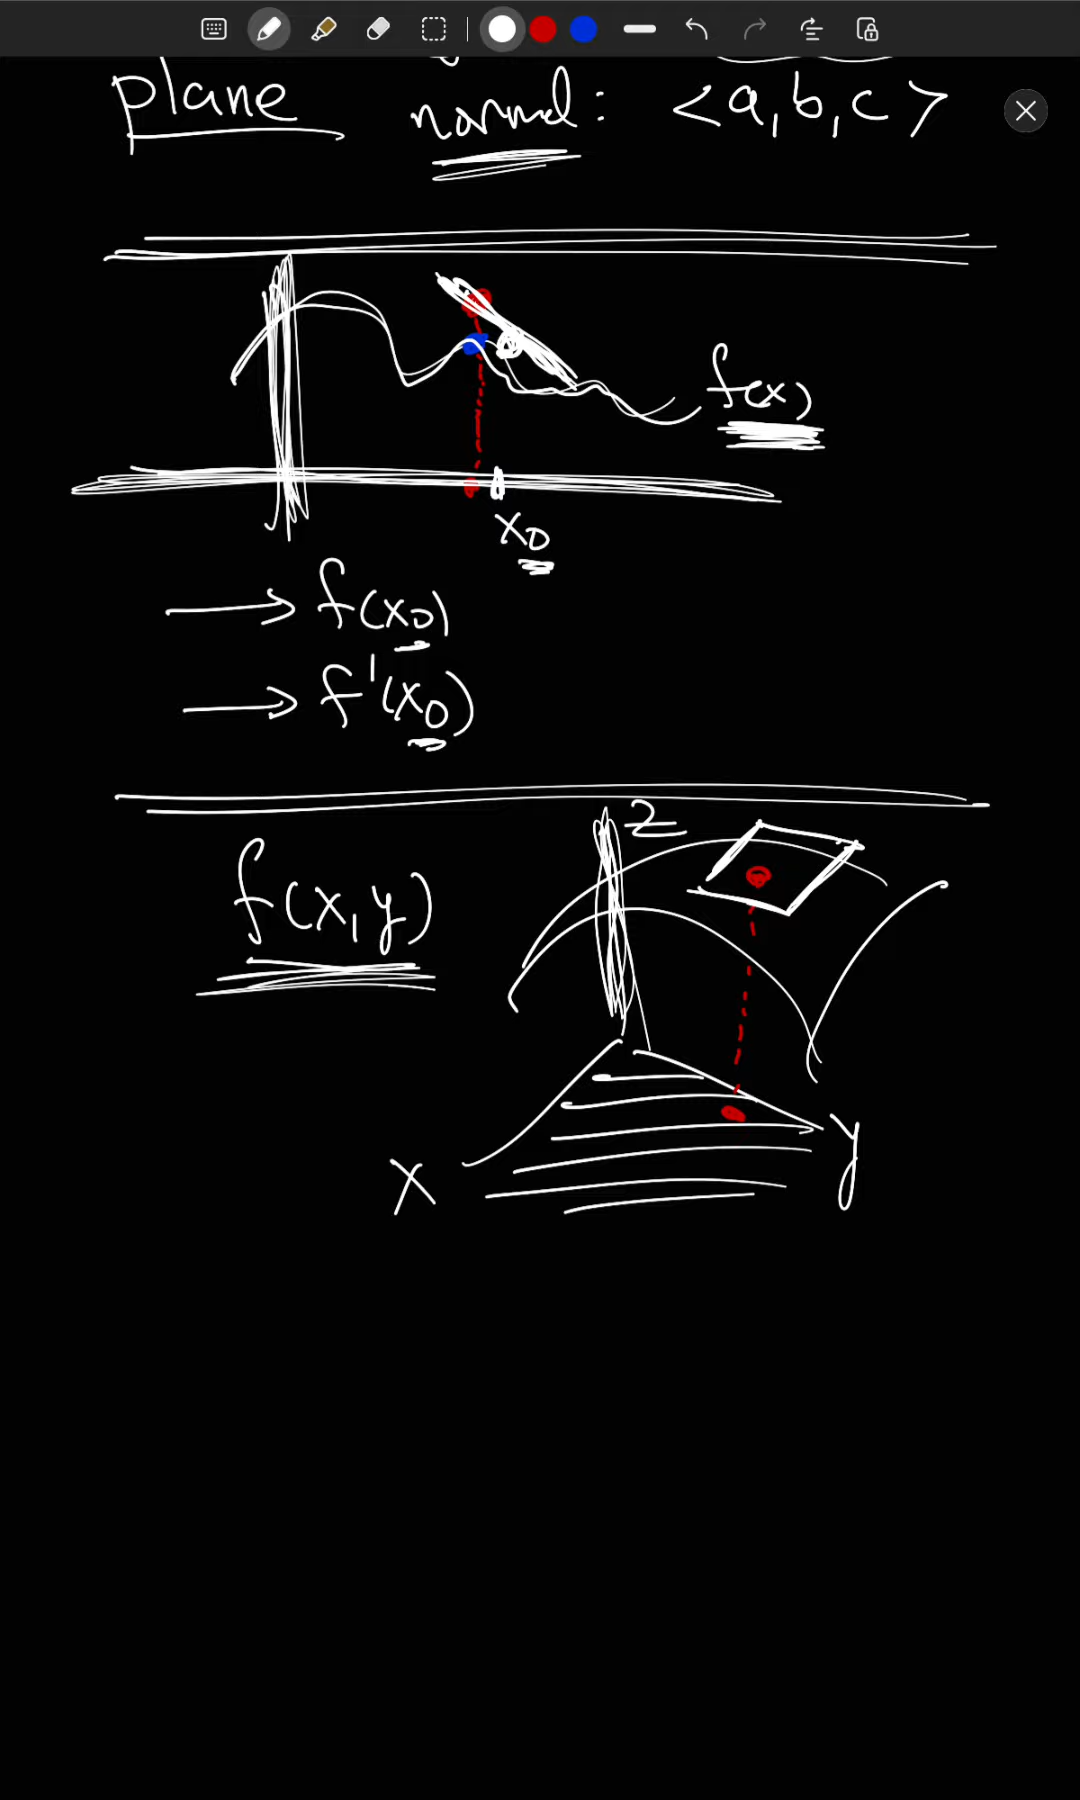 plane normal: <a,b,c>
f(x)
x₀
→ f(x₀)
→ f'(x₀)
z
f(x,y)
x
y